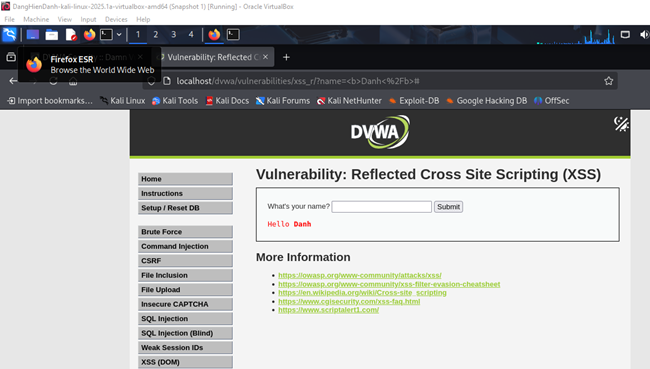 DangHienDanh-kali-linux-2025.1a-virtualbox-amd64 (Snapshot 1) [Running] - Oracle VirtualBox
File Machine View Input Devices Help
1 2 3 4
Firefox ESR
Browse the World Wide Web
Damn
Vulnerability: Reflected C
localhost/dvwa/vulnerabilities/xss_r/?name=<b>Danh<%2Fb>#
Import bookmarks... Kali Linux Kali Tools Kali Docs Kali Forums Kali NetHunter Exploit-DB Google Hacking DB OffSec
DVWA
Home
Instructions
Setup / Reset DB
Brute Force
Command Injection
CSRF
File Inclusion
File Upload
Insecure CAPTCHA
SQL Injection
SQL Injection (Blind)
Weak Session IDs
XSS (DOM)
Vulnerability: Reflected Cross Site Scripting (XSS)
What's your name? Submit
Hello Danh
More Information
https://owasp.org/www-community/attacks/xss/
https://owasp.org/www-community/xss-filter-evasion-cheatsheet
https://en.wikipedia.org/wiki/Cross-site_scripting
https://www.cgisecurity.com/xss-faq.html
https://www.scriptalert1.com/